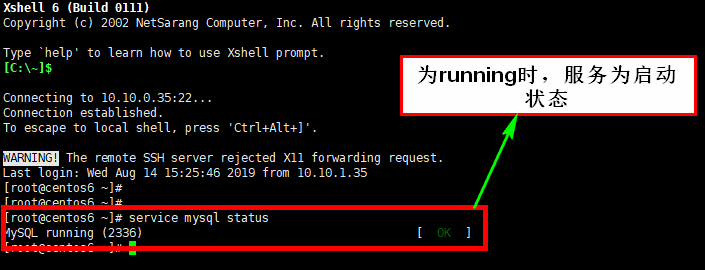 Xshell 6 (Build 0111)
Copyright (c) 2002 NetSarang Computer, Inc. All rights reserved.
Type `help' to learn how to use Xshell prompt.
[C:\~]$
Connecting to 10.10.0.35:22...
Connection established.
To escape to local shell, press 'Ctrl+Alt+]'.
WARNING! The remote SSH server rejected X11 forwarding request.
Last login: Wed Aug 14 15:25:46 2019 from 10.10.1.35
[root@centos6 ~]#
[root@centos6 ~]#
[root@centos6 ~]# service mysql status
MySQL running (2336) [ OK ]
[root@centos6 ~]#
为running时，服务为启动
状态